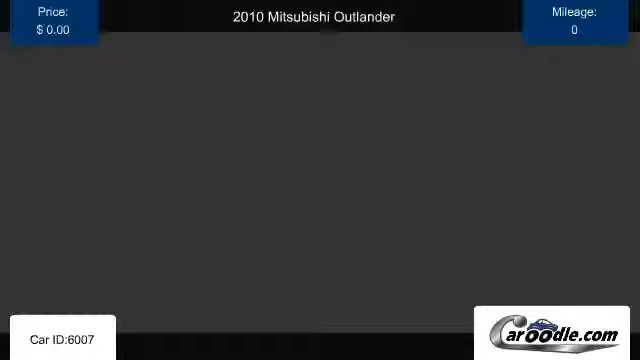 Price:
$ 0.00
2010 Mitsubishi Outlander
Mileage:
0
Car ID:6007
Caroodle.com